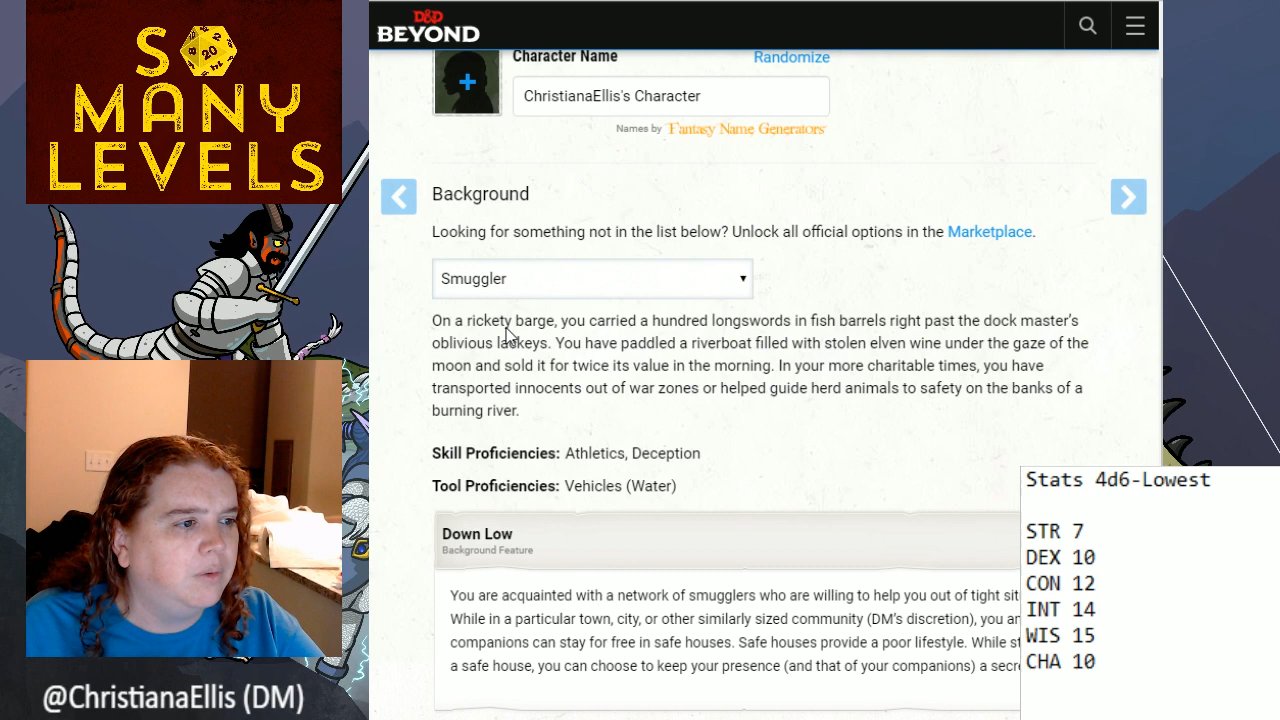 SO
20
MANY
LEVELS
D&D
BEYOND
Character Name
Randomize
ChristianaEllis's Character
Names by Fantasy Name Generators
Background
Looking for something not in the list below? Unlock all official options in the Marketplace.
Smuggler
On a rickety barge, you carried a hundred longswords in fish barrels right past the dock master's
oblivious lackeys. You have paddled a riverboat filled with stolen elven wine under the gaze of the
moon and sold it for twice its value in the morning. In your more charitable times, you have
transported innocents out of war zones or helped guide herd animals to safety on the banks of a
burning river.
Skill Proficiencies: Athletics, Deception
Tool Proficiencies: Vehicles (Water)
Down Low
Background Feature
You are acquainted with a network of smugglers who are willing to help you out of tight sit
While in a particular town, city, or other similarly sized community (DM's discretion), you an
companions can stay for free in safe houses. Safe houses provide a poor lifestyle. While st
a safe house, you can choose to keep your presence (and that of your companions) a secre
Stats 4d6-Lowest
STR 7
DEX 10
CON 12
INT 14
WIS 15
CHA 10
@ChristianaEllis (DM)